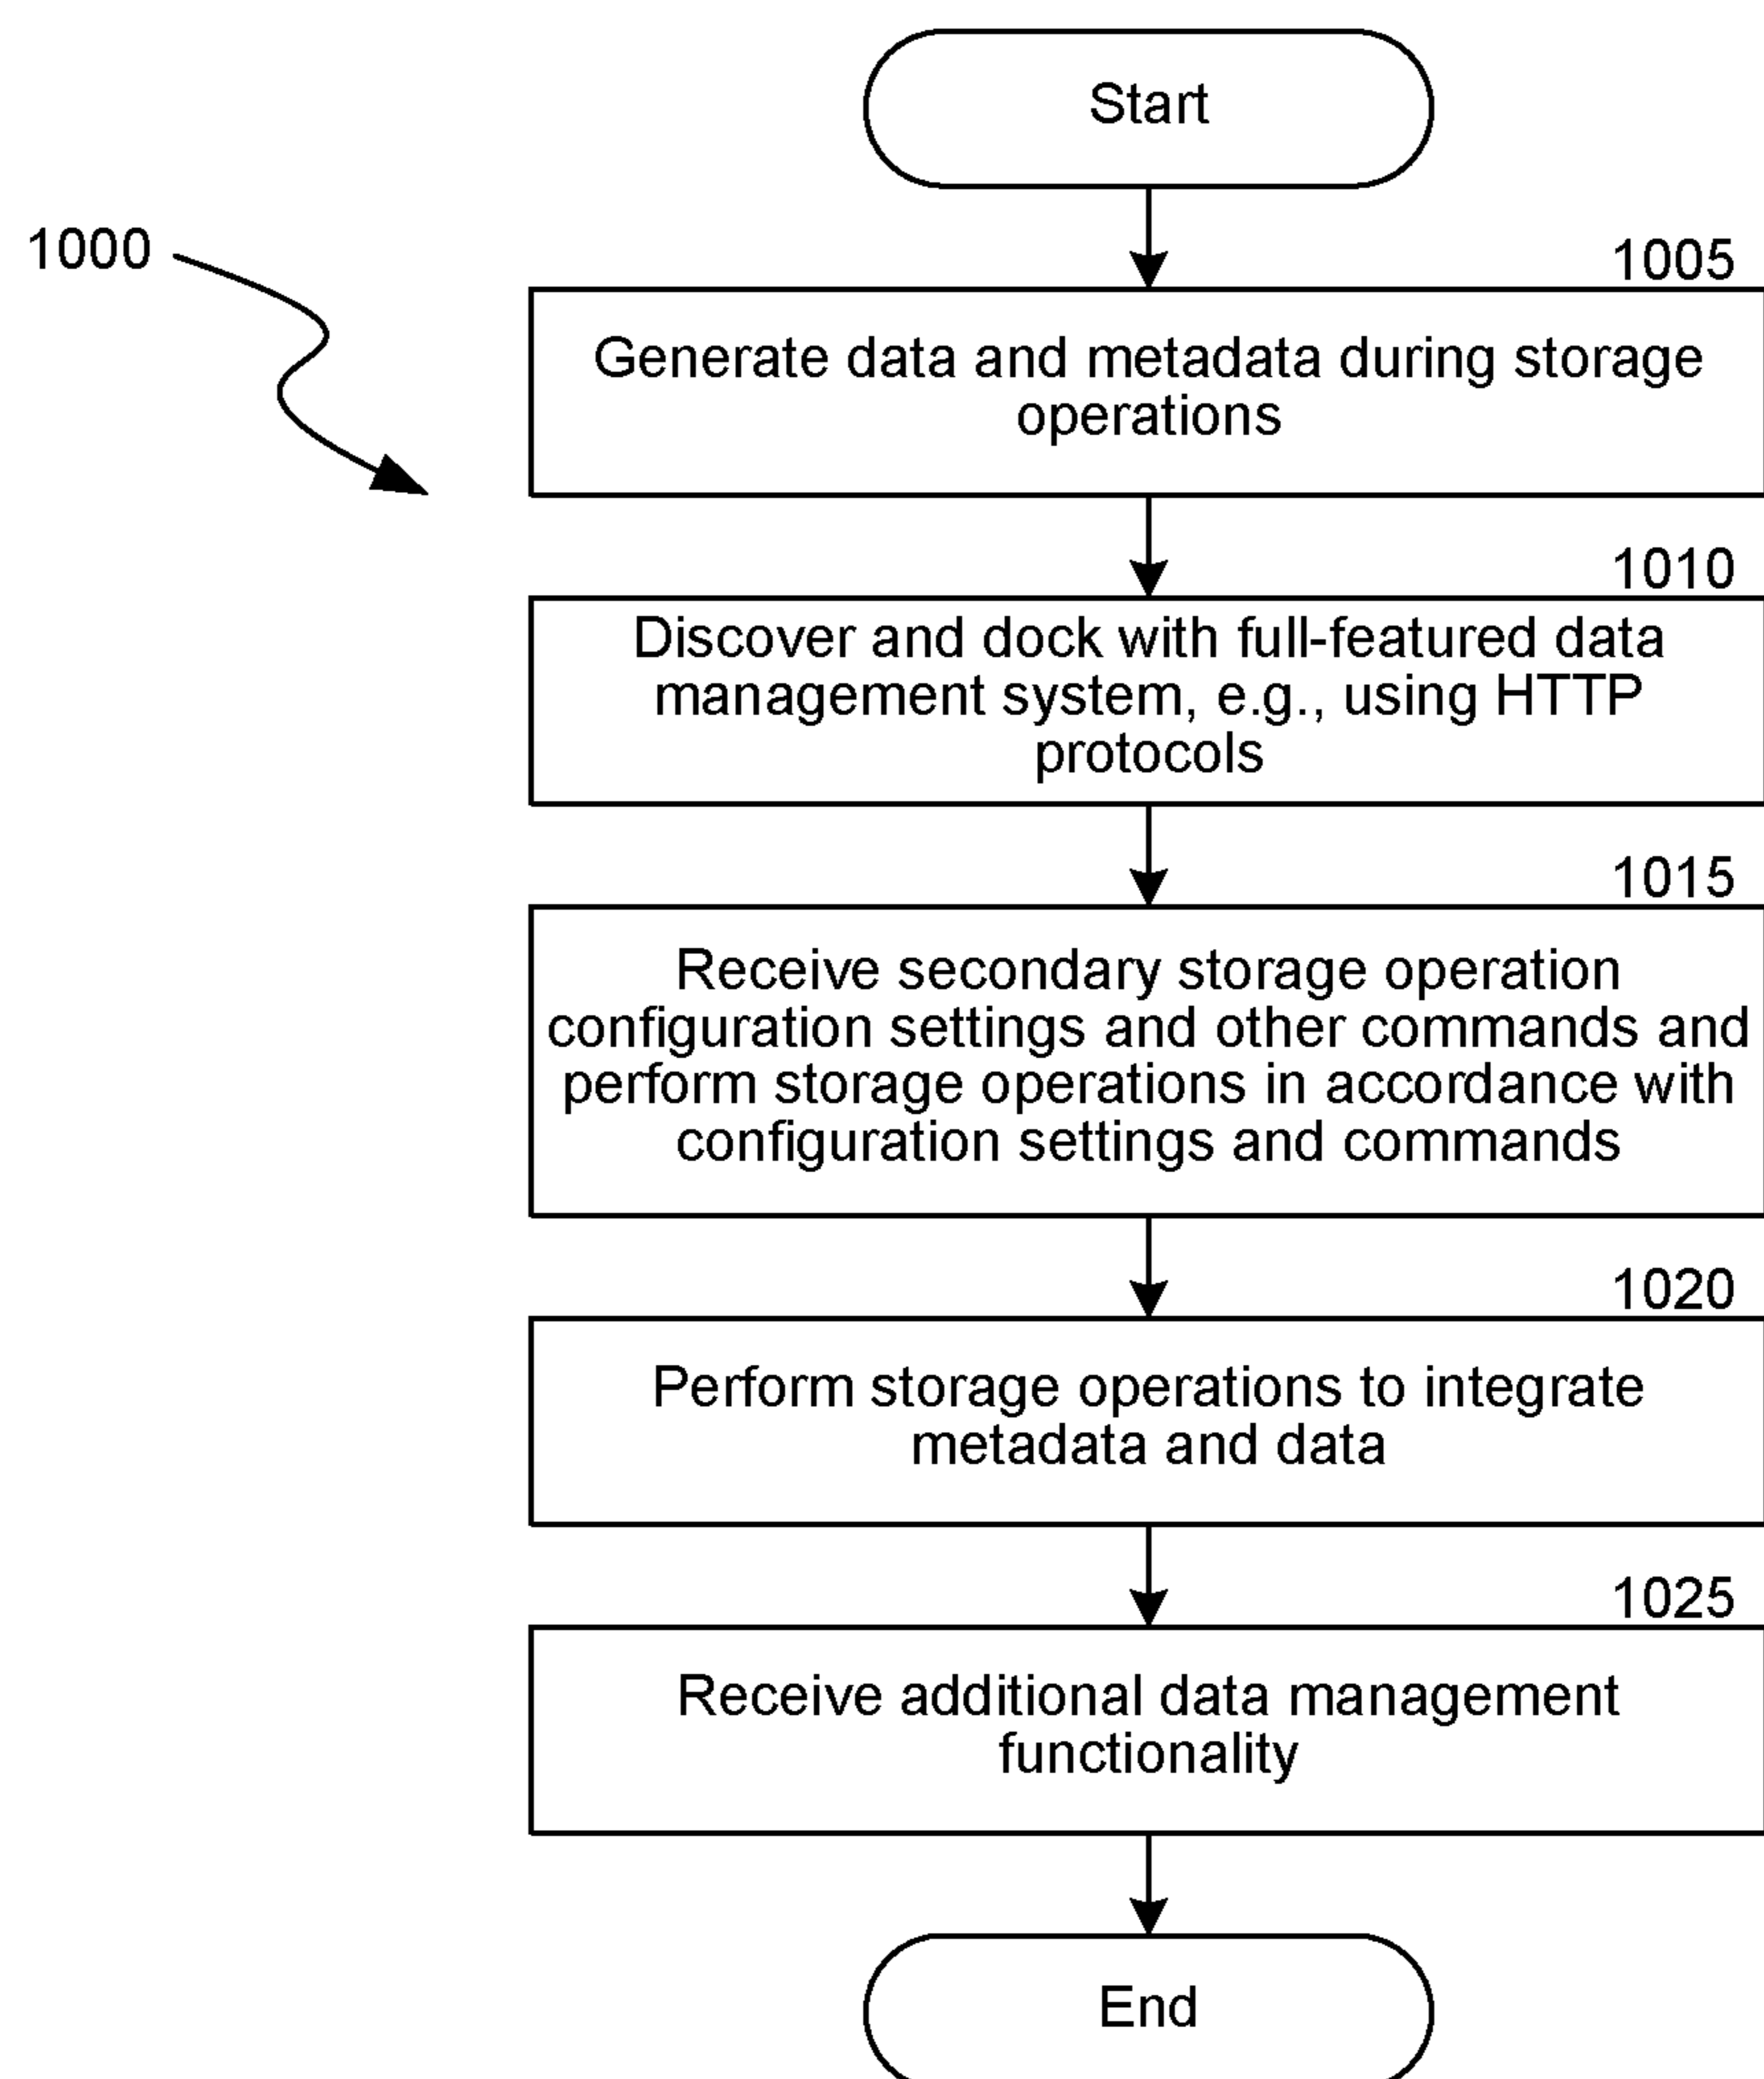 Start
1000
1005
Generate data and metadata during storage
operations
1010
Discover and dock with full-featured data
management system, e.g., using HTTP
protocols
1015
Receive secondary storage operation
configuration settings and other commands and
perform storage operations in accordance with
configuration settings and commands
1020
Perform storage operations to integrate
metadata and data
1025
Receive additional data management
functionality
End